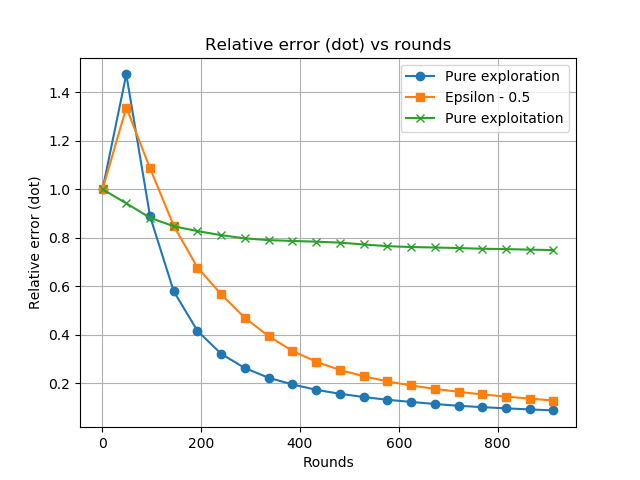 Relative error (dot) vs rounds
Relative error (dot)
1.4
1.2
1.0
0.8
0.6
0.4
0.2
Pure exploration
Epsilon - 0.5
Pure exploitation
0 200 400 600 800
Rounds